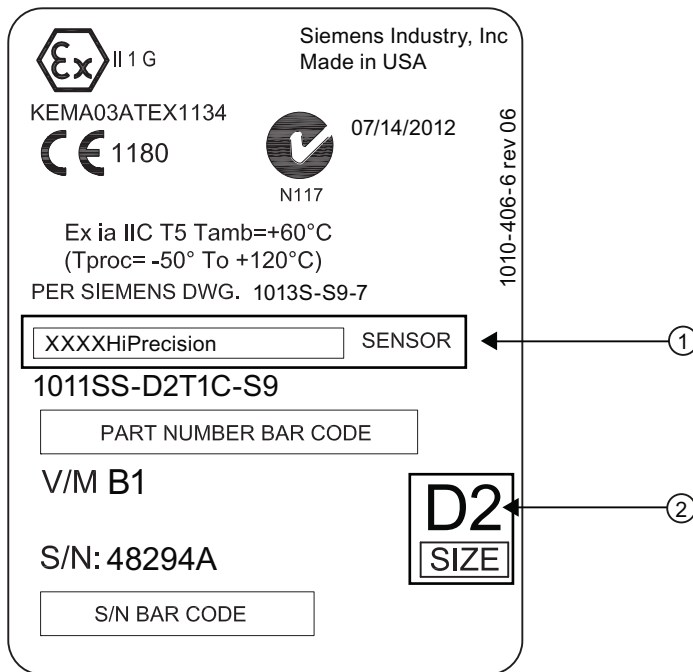 Siemens Industry, Inc
Made in USA
Ex II 1 G
KEMA03ATEX1134
CE 1180
07/14/2012
N117
1010-406-6 rev 06
Ex ia IIC T5 Tamb=+60°C
(Tproc= -50° To +120°C)
PER SIEMENS DWG. 1013S-S9-7
XXXXHiPrecision SENSOR
1
1011SS-D2T1C-S9
PART NUMBER BAR CODE
V/M B1
D2
2
SIZE
S/N: 48294A
S/N BAR CODE